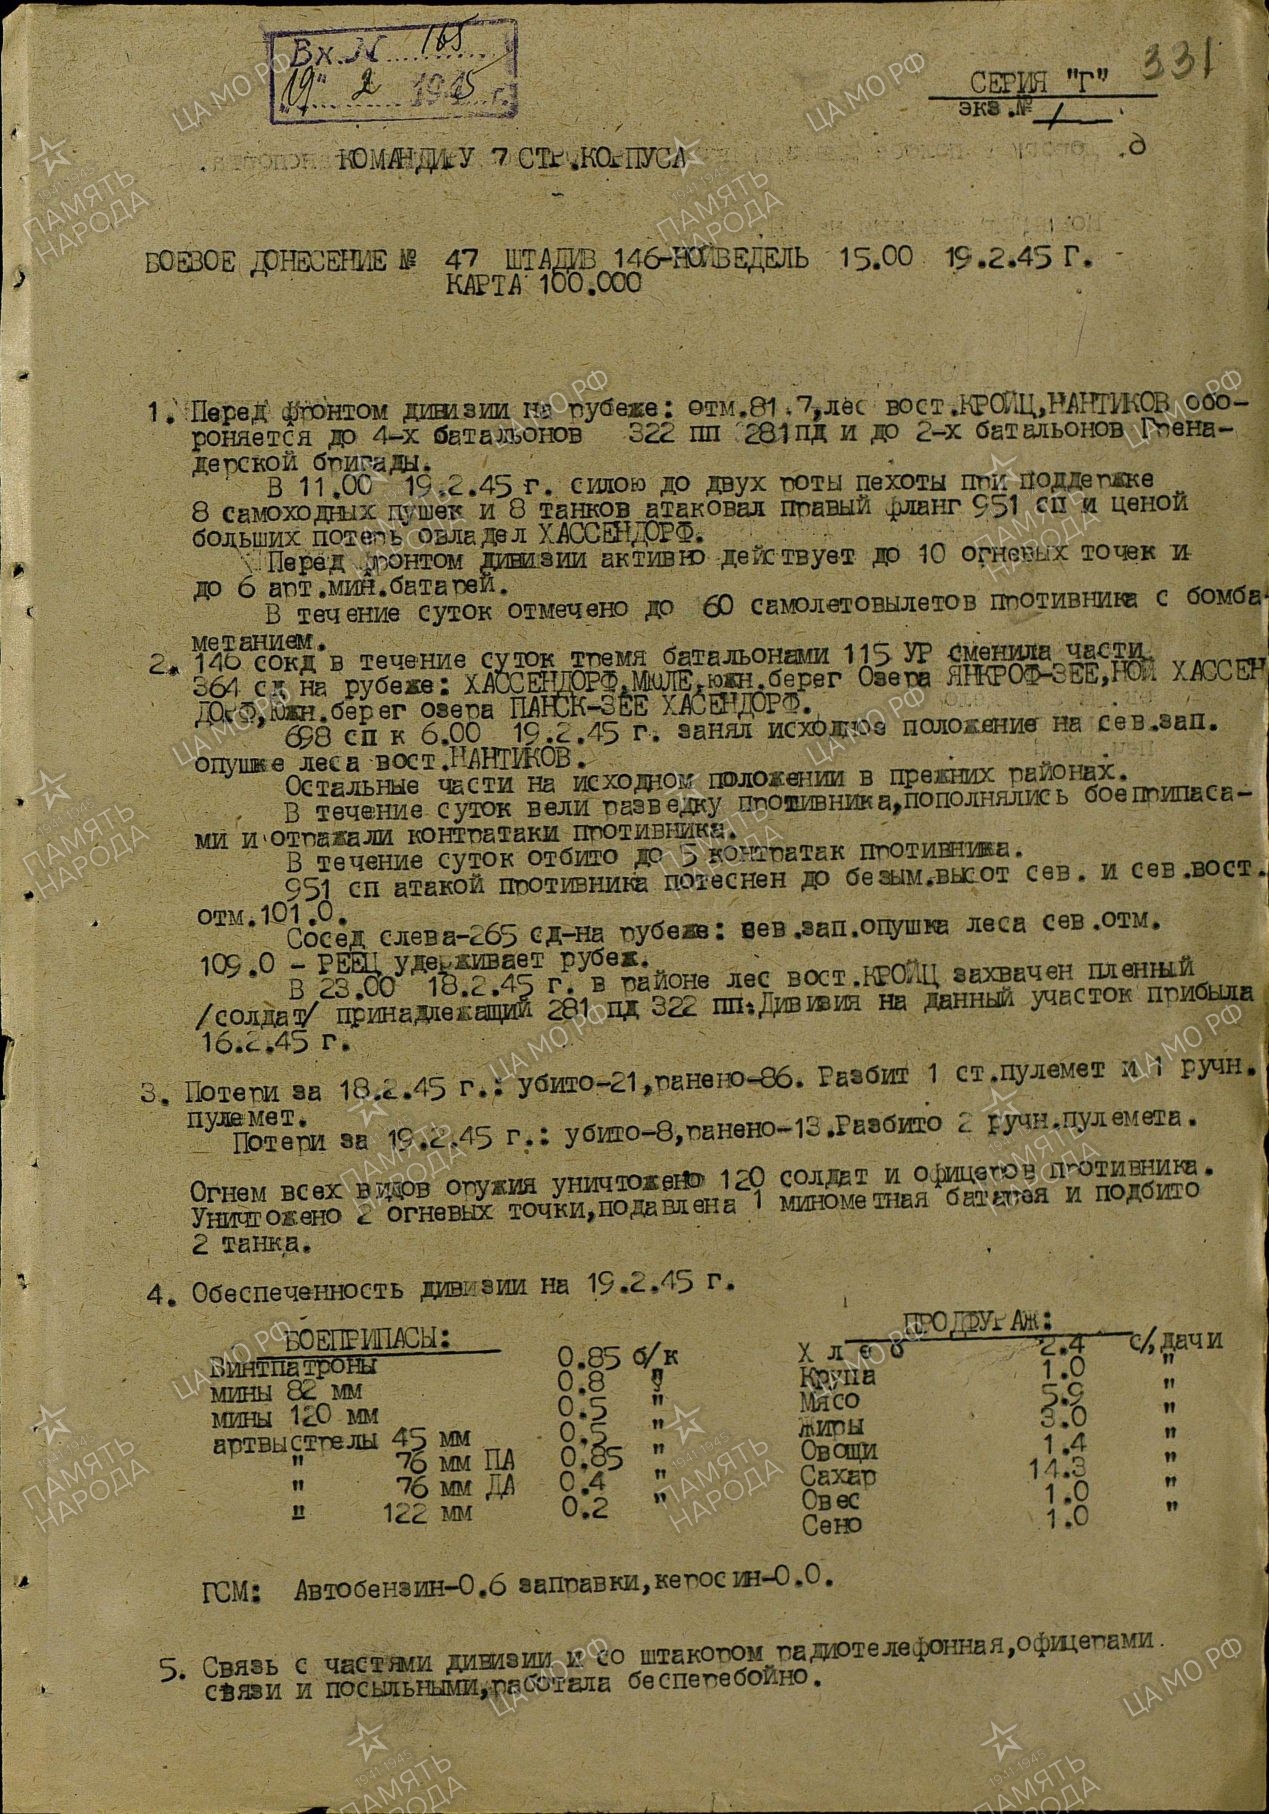 331
Вх. N 165
"19" 2 1945 г.
СЕРИЯ "Г"
экз.№ 1
КОМАНДИРУ 7 СТР.КОРПУСА
БОЕВОЕ ДОНЕСЕНИЕ № 47 ШТАДИВ 146-НОЙВЕДЕЛЬ 15.00 19.2.45 Г.
КАРТА 100.000
1. Перед фронтом дивизии на рубеже: отм.81.7,лес вост.КРОЙЦ,НАНТИКОВ обо-
роняется до 4-х батальонов 322 пп 281пд и до 2-х батальонов Грена-
дерской бригады.
В 11.00 19.2.45 г. силою до двух роты пехоты при поддержке
8 самоходных пушек и 8 танков атаковал правый фланг 951 сп и ценой
больших потерь овладел ХАССЕНДОРФ.
Перед фронтом дивизии активно действует до 10 огневых точек и
до 6 арт.мин.батарей.
В течение суток отмечено до 60 самолетовылетов противника с бомба-
метанием.
2. 146 сокд в течение суток тремя батальонами 115 УР сменила части
364 сд на рубеже: ХАССЕНДОРФ,МЮЛЕ,южн.берег Озера ЯНКРОФ-ЗЕЕ,НОЙ ХАССЕН
ДОРФ,южн.берег озера ПАНСК-ЗЕЕ ХАСЕНДОРФ.
698 сп к 6.00 19.2.45 г. занял исходное положение на сев.зап.
опушке леса вост.НАНТИКОВ.
Остальные части на исходном положении в прежних районах.
В течение суток вели разведку противника,пополнялись боеприпаса-
ми и отражали контратаки противника.
В течение суток отбито до 5 контратак противника.
951 сп атакой противника потеснен до безым.высот сев. и сев.вост.
отм.101.0.
Сосед слева-265 сд-на рубеже: сев.зап.опушка леса сев.отм.
109.0 - РЕЕЦ удерживает рубеж.
В 23.00 18.2.45 г. в районе лес вост.КРОЙЦ захвачен пленный
/солдат/ принадлежащий 281 пд 322 пп.Дивизия на данный участок прибыла
16.2.45 г.
3. Потери за 18.2.45 г.: убито-21,ранено-86. Разбит 1 ст.пулемет и 1 ручн.
пулемет.
Потери за 19.2.45 г.: убито-8,ранено-13.Разбито 2 ручн.пулемета.
Огнем всех видов оружия уничтожено 120 солдат и офицеров противника.
Уничтожено 2 огневых точки,подавлена 1 минометная батарея и подбито
2 танка.
4. Обеспеченность дивизии на 19.2.45 г.
БОЕПРИПАСЫ: ПРОДФУРАЖ:
Винтпатроны 0.85 б/к Х л е б 2.4 с/дачи
мины 82 мм 0.8 " Крупа 1.0 "
мины 120 мм 0.5 " Мясо 5.9 "
артвыстрелы 45 мм 0.5 " жиры 3.0 "
" 76 мм ПА 0.85 " Овощи 1.4 "
" 76 мм ДА 0.4 " Сахар 14.3 "
" 122 мм 0.2 " Овес 1.0 "
Сено 1.0 "
ГСМ: Автобензин-0.6 заправки,керосин-0.0.
5. Связь с частями дивизии и со штакором радиотелефонная,офицерами
связи и посыльными,работала бесперебойно.